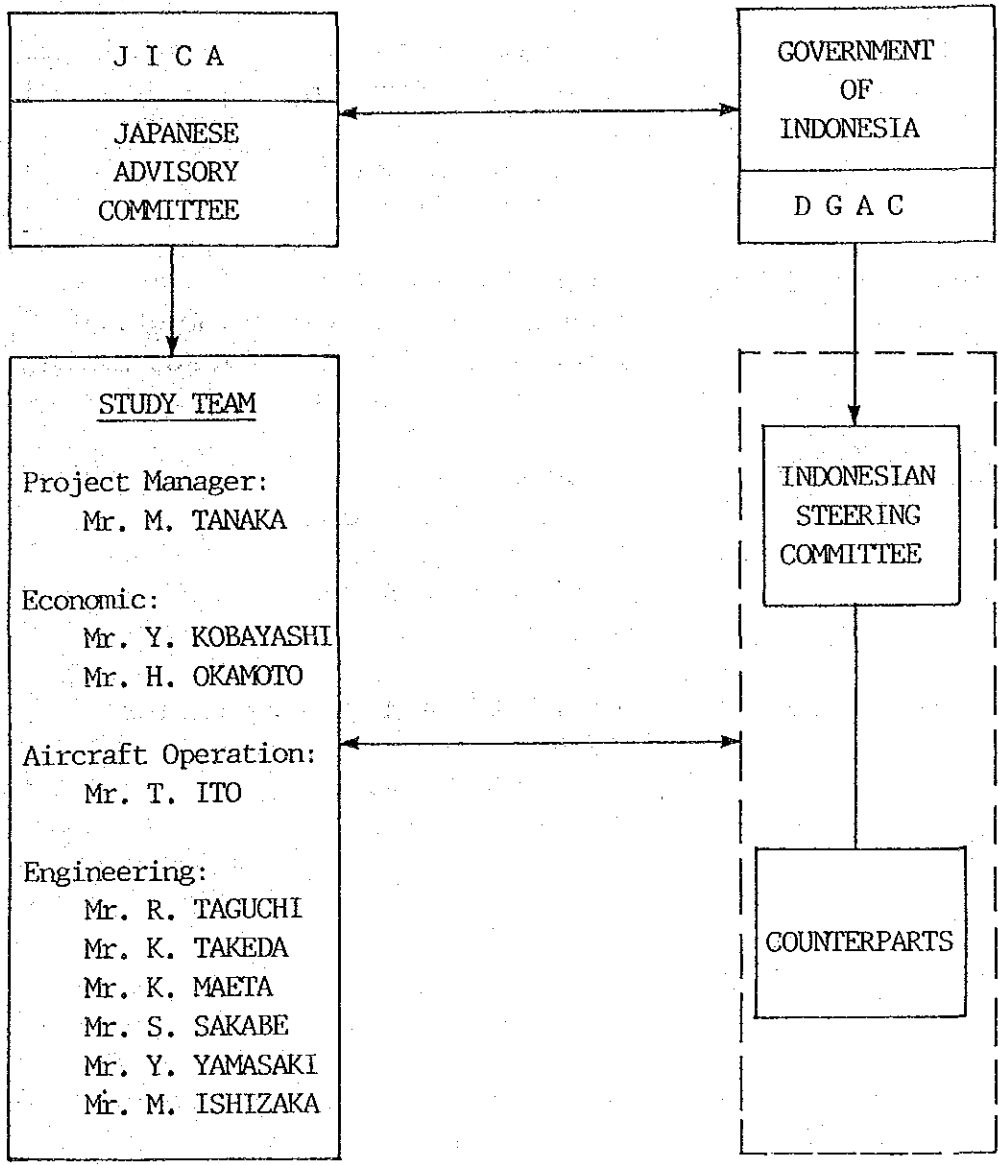 J I C A
JAPANESE
ADVISORY
COMMITTEE
GOVERNMENT
OF
INDONESIA
D G A C
STUDY TEAM
Project Manager:
Mr. M. TANAKA
Economic:
Mr. Y. KOBAYASHI
Mr. H. OKAMOTO
Aircraft Operation:
Mr. T. ITO
Engineering:
Mr. R. TAGUCHI
Mr. K. TAKEDA
Mr. K. MAETA
Mr. S. SAKABE
Mr. Y. YAMASAKI
Mr. M. ISHIZAKA
INDONESIAN
STEERING
COMMITTEE
COUNTERPARTS